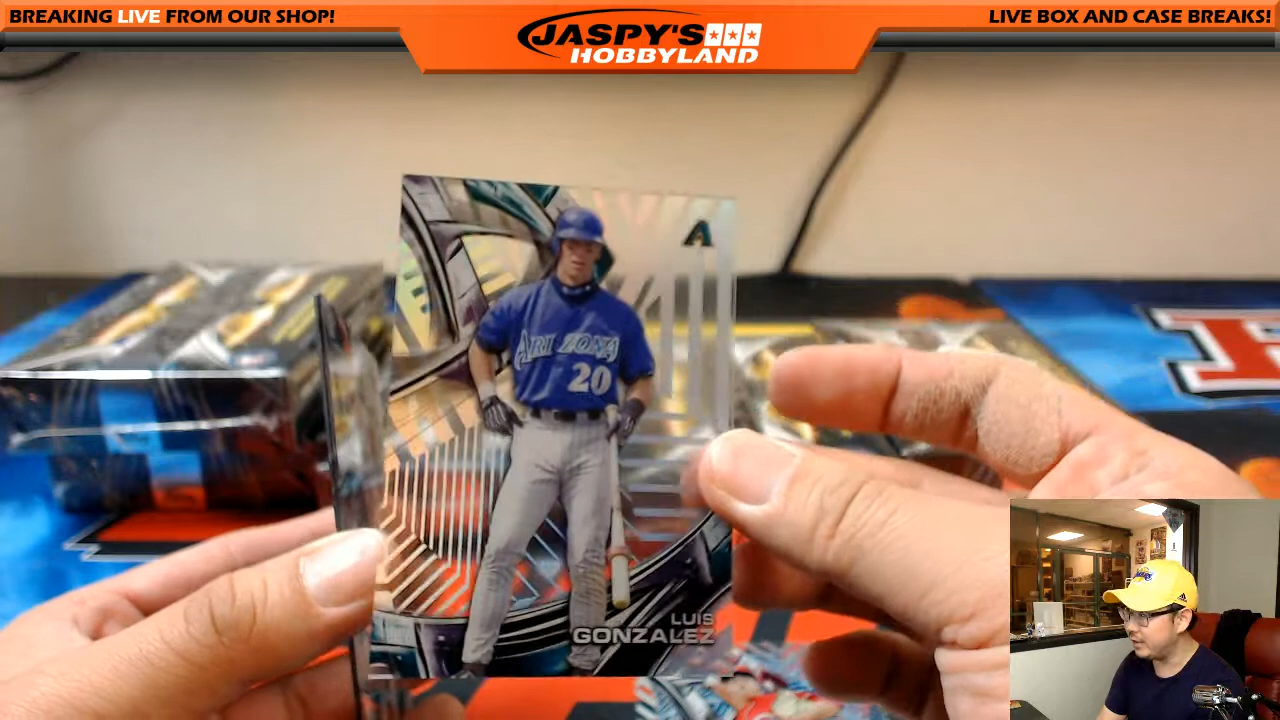 BREAKING LIVE FROM OUR SHOP!
JASPY'S
HOBBYLAND
LIVE BOX AND CASE BREAKS!
A
ARIZONA
20
LUIS
GONZALEZ